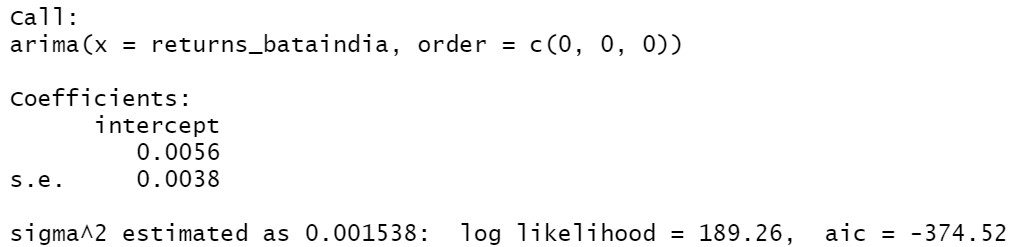 Call:
arima(x = returns_bataindia, order = c(0, 0, 0))
Coefficients:
intercept
0.0056
s.e. 0.0038
sigma^2 estimated as 0.001538: log likelihood = 189.26, aic = -374.52